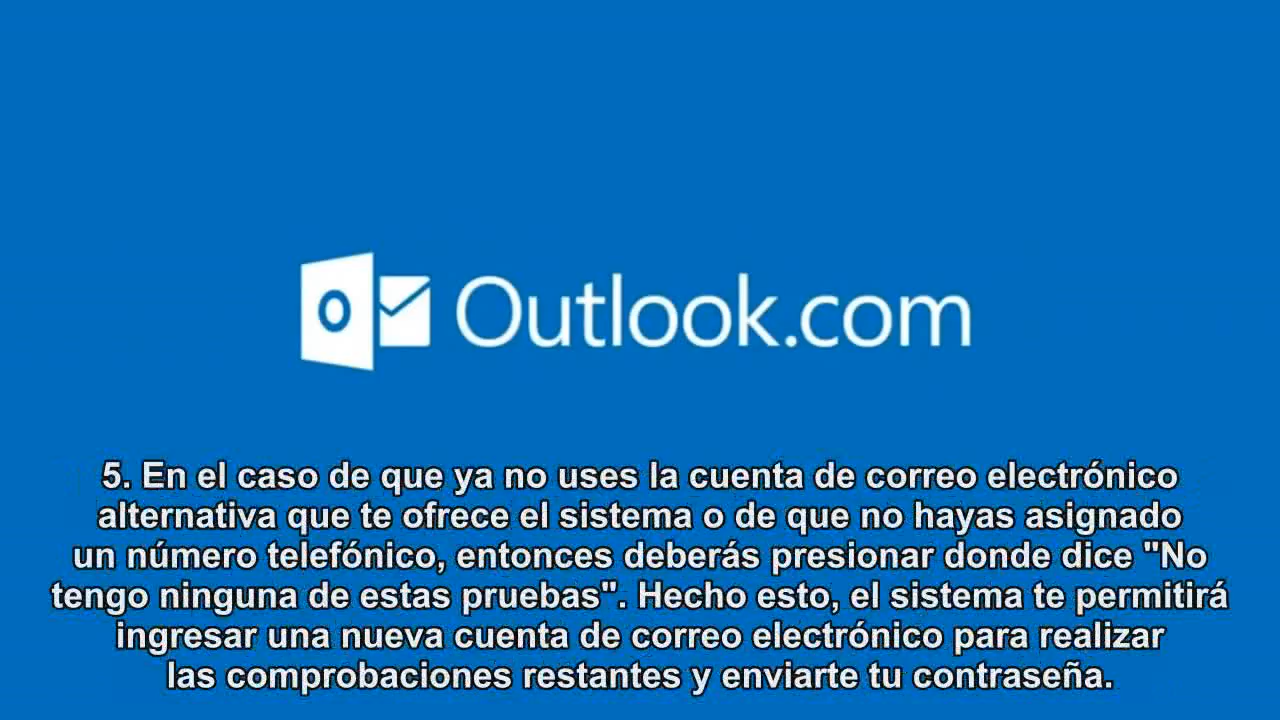 Outlook.com
5. En el caso de que ya no uses la cuenta de correo electrónico
alternativa que te ofrece el sistema o de que no hayas asignado
un número telefónico, entonces deberás presionar donde dice "No
tengo ninguna de estas pruebas". Hecho esto, el sistema te permitirá
ingresar una nueva cuenta de correo electrónico para realizar
las comprobaciones restantes y enviarte tu contraseña.